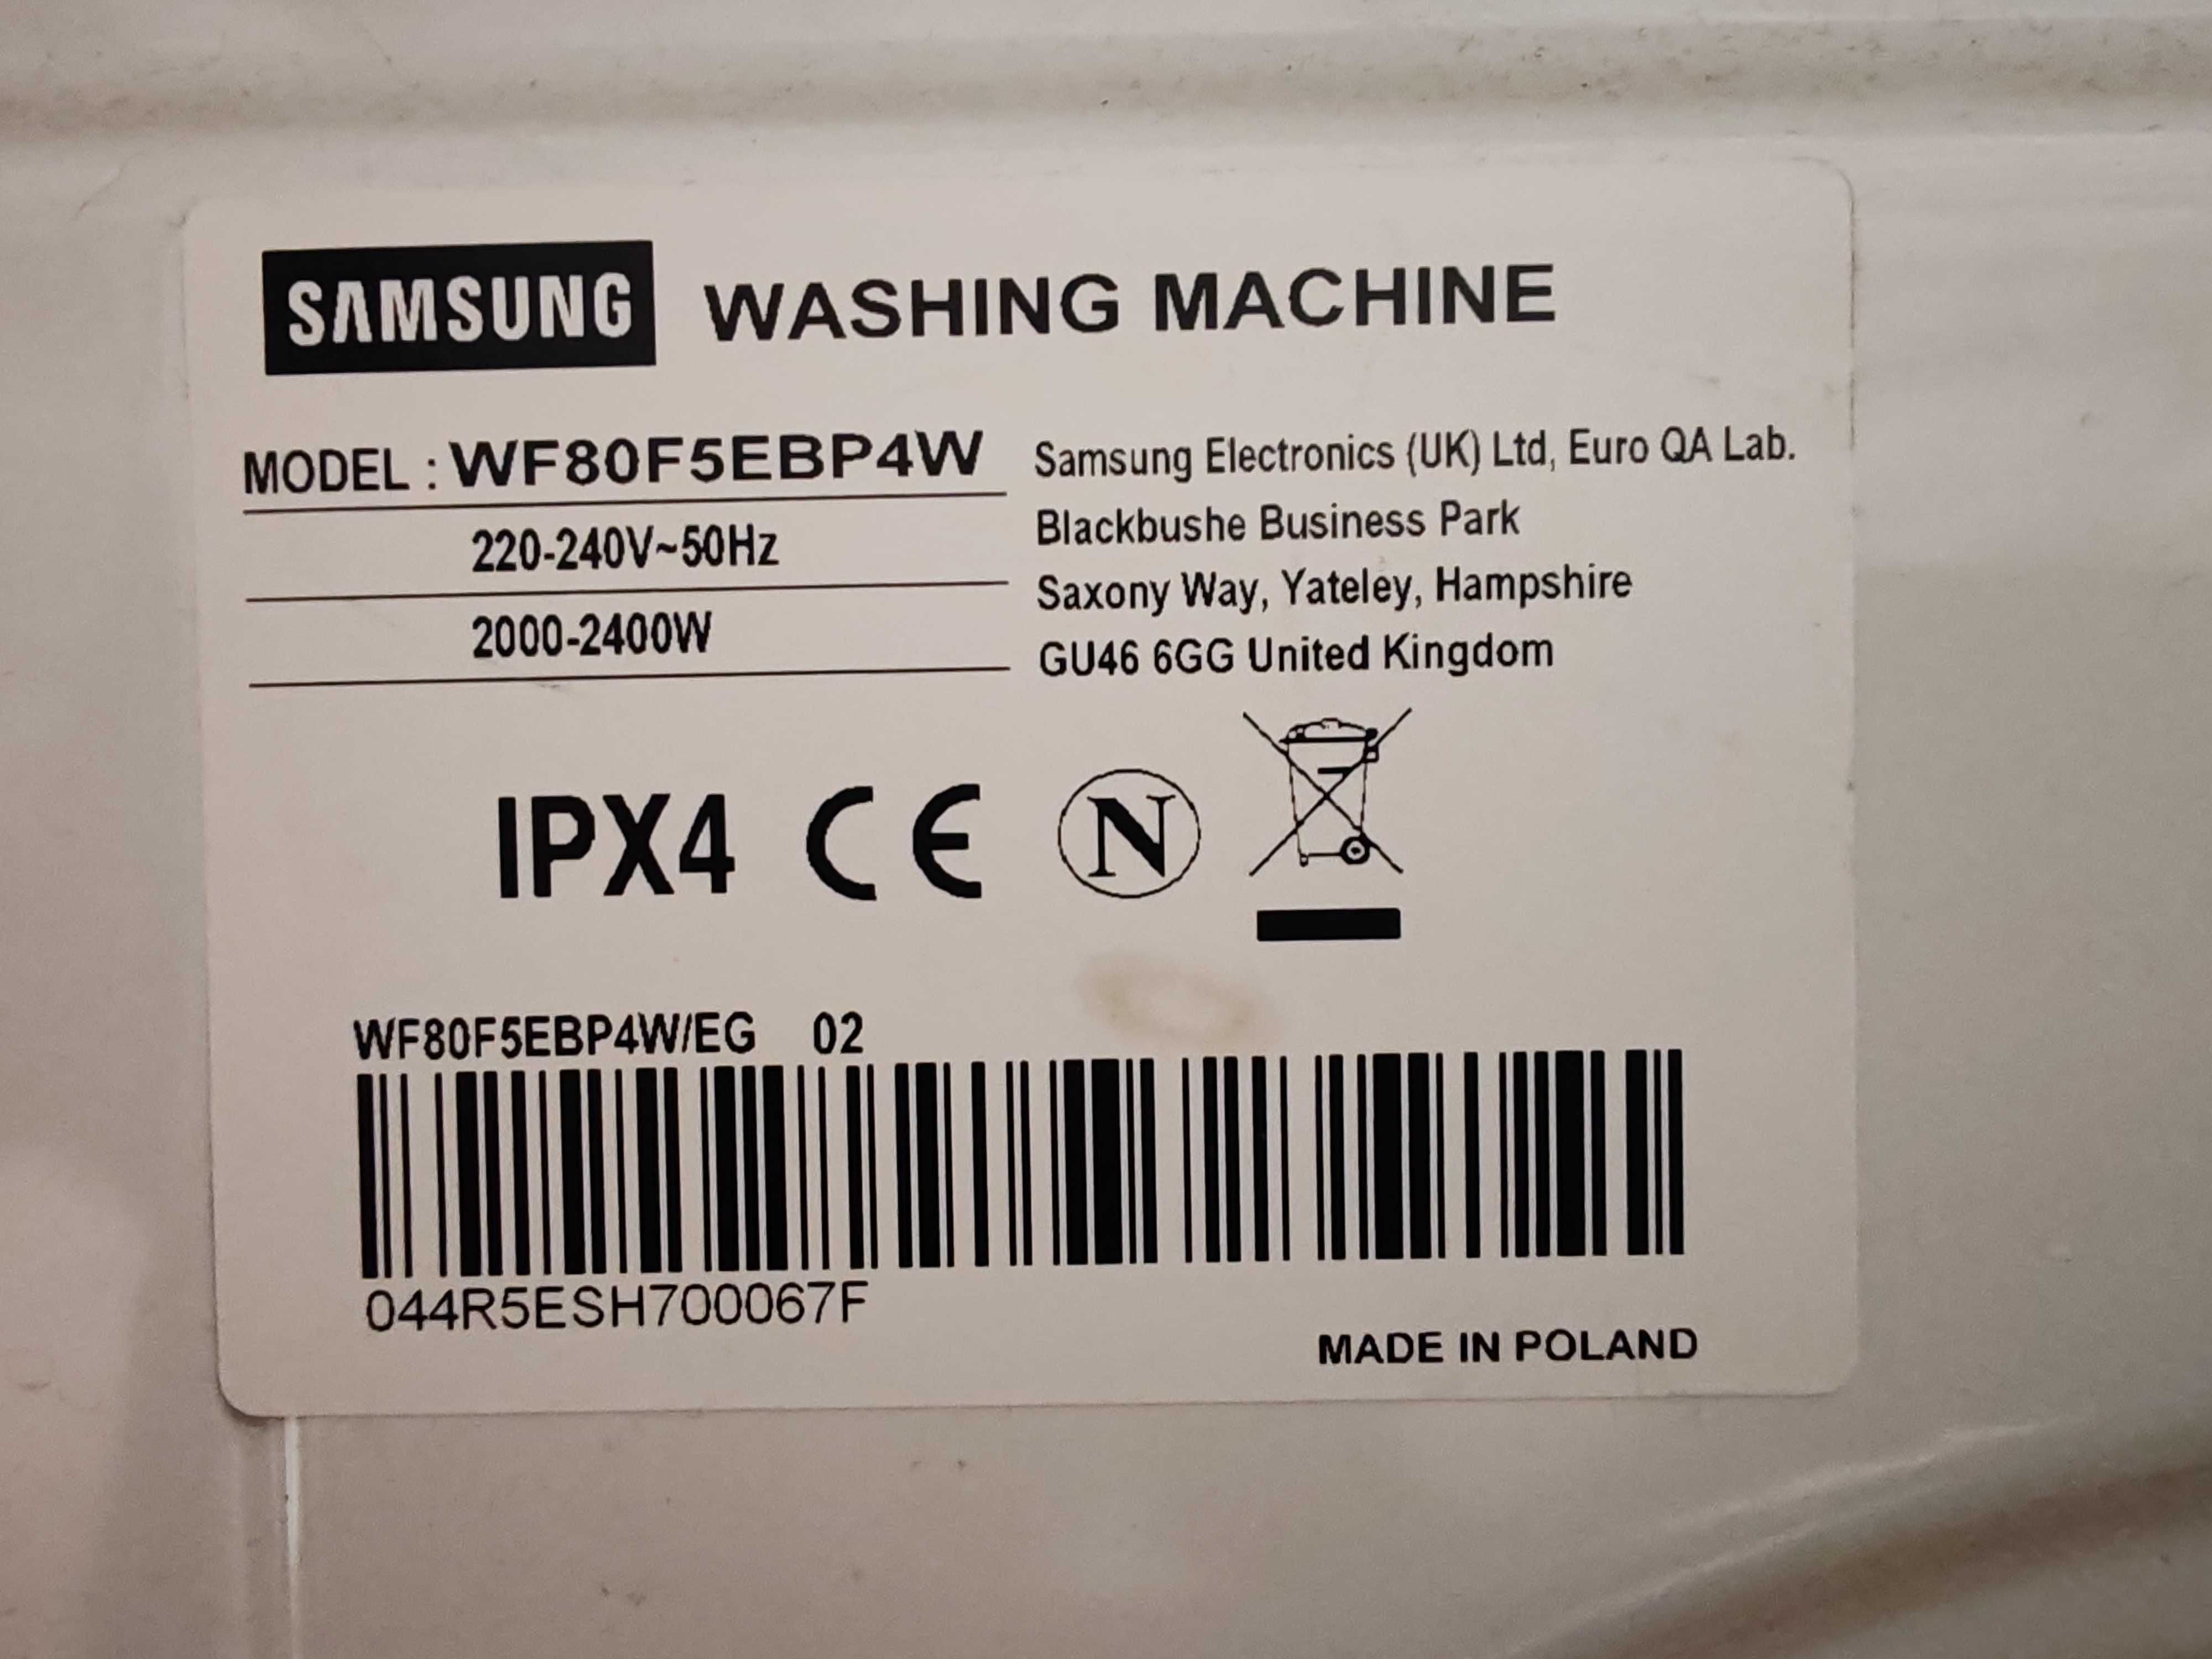 SAMSUNG WASHING MACHINE
MODEL : WF80F5EBP4W
220-240V~50Hz
2000-2400W
Samsung Electronics (UK) Ltd, Euro QA Lab.
Blackbushe Business Park
Saxony Way, Yateley, Hampshire
GU46 6GG United Kingdom
IPX4 CE N
WF80F5EBP4W/EG 02
044R5ESH700067F
MADE IN POLAND